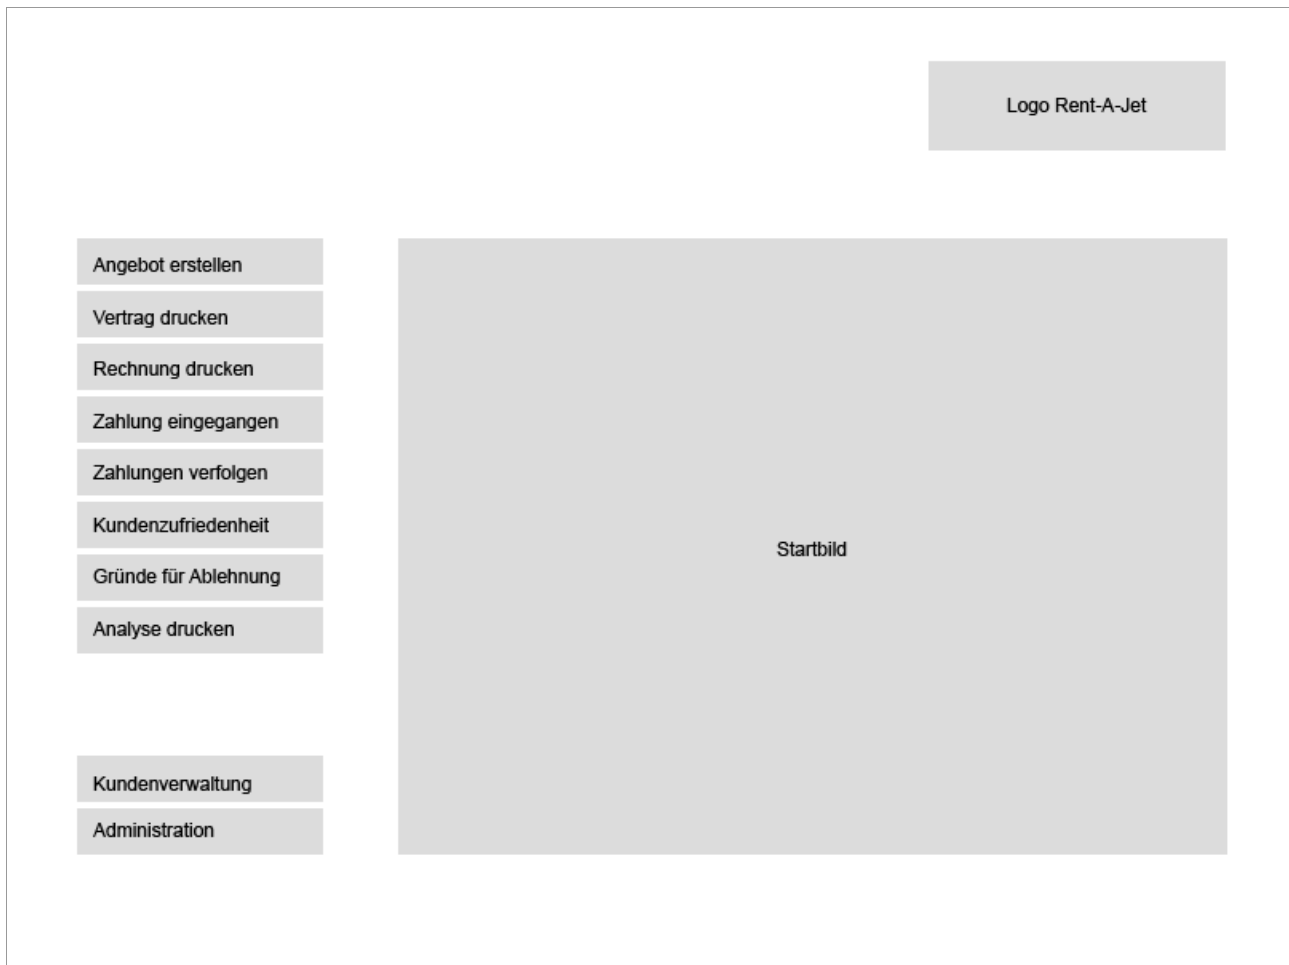 Logo Rent-A-Jet
Angebot erstellen
Vertrag drucken
Rechnung drucken
Zahlung eingegangen
Zahlungen verfolgen
Kundenzufriedenheit
Gründe für Ablehnung
Analyse drucken
Startbild
Kundenverwaltung
Administration